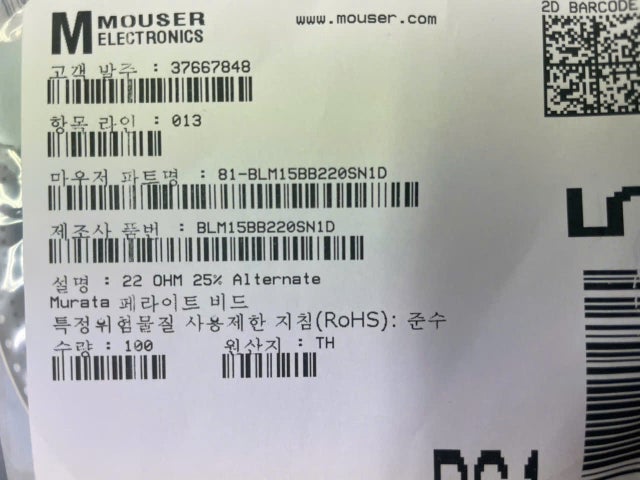 MOUSER
ELECTRONICS
www.mouser.com
2D BARCODE
고객 발주 : 37667848
항목 라인 : 013
마우저 파트명 : 81-BLM15BB220SN1D
제조사 품번 : BLM15BB220SN1D
설명 : 22 OHM 25% Alternate
Murata 페라이트 비드
특정위험물질 사용제한 지침(RoHS): 준수
수량 : 100 원산지 : TH
5